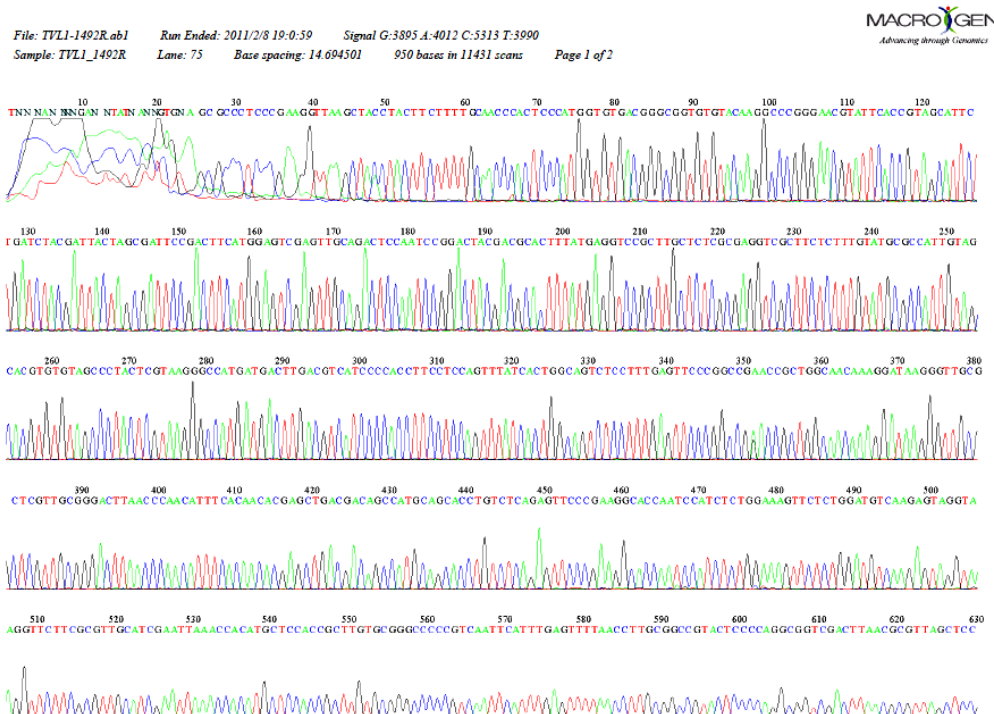 MACROGEN
Advancing through Genomics
File: TVL1-1492R.ab1 Run Ended: 2011/2/8 19:0:59 Signal G:3895 A:4012 C:5313 T:3990
Sample: TVL1_1492R Lane: 75 Base spacing: 14.694501 950 bases in 11431 scans Page 1 of 2
10 20 30 40 50 60 70 80 90 100 110 120
GCGCCCTCCCGAAGGTTAAGCTACCTACTTCTTTTGCAACCCACTCCCATGGTGTGACGGGCGGTGTGTACAAGGCCCGGGAACGTATTCACCGTAGCATTC
130 140 150 160 170 180 190 200 210 220 230 240 250
TGATCTACGATTACTAGCGATTCCGACTTCATGGAGTCGAGTTGCAGACTCCAATCCGGACTACGACGCACTTTATGAGGTCCGCTTGCTCTCGCGAGGTCGCTTCTCTTTGTATGCGCCATTGTAG
260 270 280 290 300 310 320 330 340 350 360 370 380
CACGTGTGTAGCCCTACTCGTAAGGGCCATGATGACTTGACGTCATCCCCACCTTCCTCCAGTTTATCACTGGCAGTCTCCTTTGAGTTCCCGGCCGAACCGCTGGCAACAAAGGATAAGGGTTGCG
390 400 410 420 430 440 450 460 470 480 490 500
CTCGTTGCGGGACTTAACCCAACATTTCACAACACGAGCTGACGACAGCCATGCAGCACCTGTCTCAGAGTTCCCGAAGGCACCAATCCATCTCTGGAAAGTTCTCTGGATGTCAAGAGTAGGTA
510 520 530 540 550 560 570 580 590 600 610 620 630
AGGTTCTTCGCGTTGCATCGAATTAAACCACATGCTCCACCGCTTGTGCGGGCCCCCGTCAATTCATTTGAGTTTTAACCTTGCGGCCGTACTCCCCAGGCGGTCGACTTAACGCGTTAGCTCC